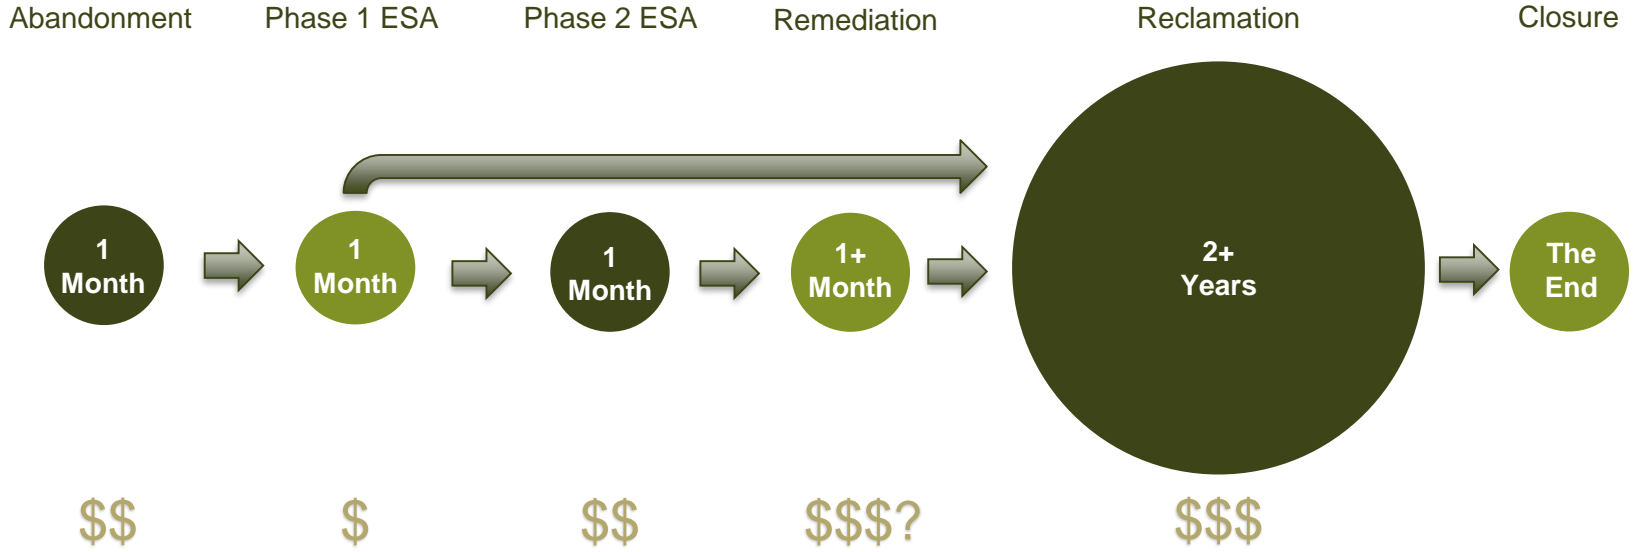 Abandonment
Phase 1 ESA
Phase 2 ESA
Remediation
Reclamation
Closure
1
Month
1
Month
1
Month
1+
Month
2+
Years
The
End
$$
$
$$
$$$?
$$$